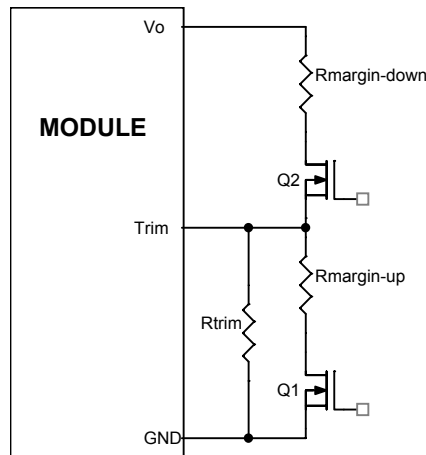 Vo
Rmargin-down
MODULE
Q2
Trim
Rmargin-up
Rtrim
Q1
GND